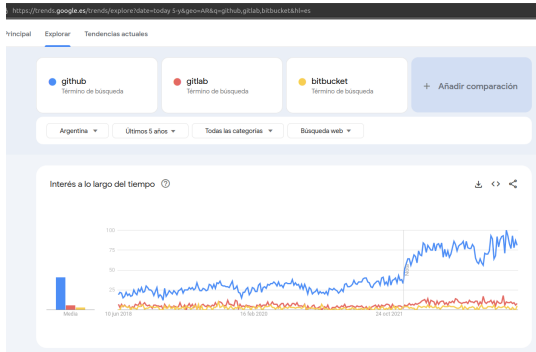 https://trends.google.es/trends/explore?date=today 5-y&geo=AR&q=github,gitlab,bitbucket&hl=es
Principal Explorar Tendencias actuales
github
Término de búsqueda
gitlab
Término de búsqueda
bitbucket
Término de búsqueda
+ Añadir comparación
Argentina
Últimos 5 años
Todas las categorías
Búsqueda web
Interés a lo largo del tiempo
100
75
50
25
Media
16 feb 2020
24 oct 2021